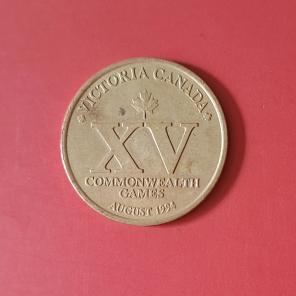 VICTORIA CANADA
XV
COMMONWEALTH
GAMES
AUGUST 1994